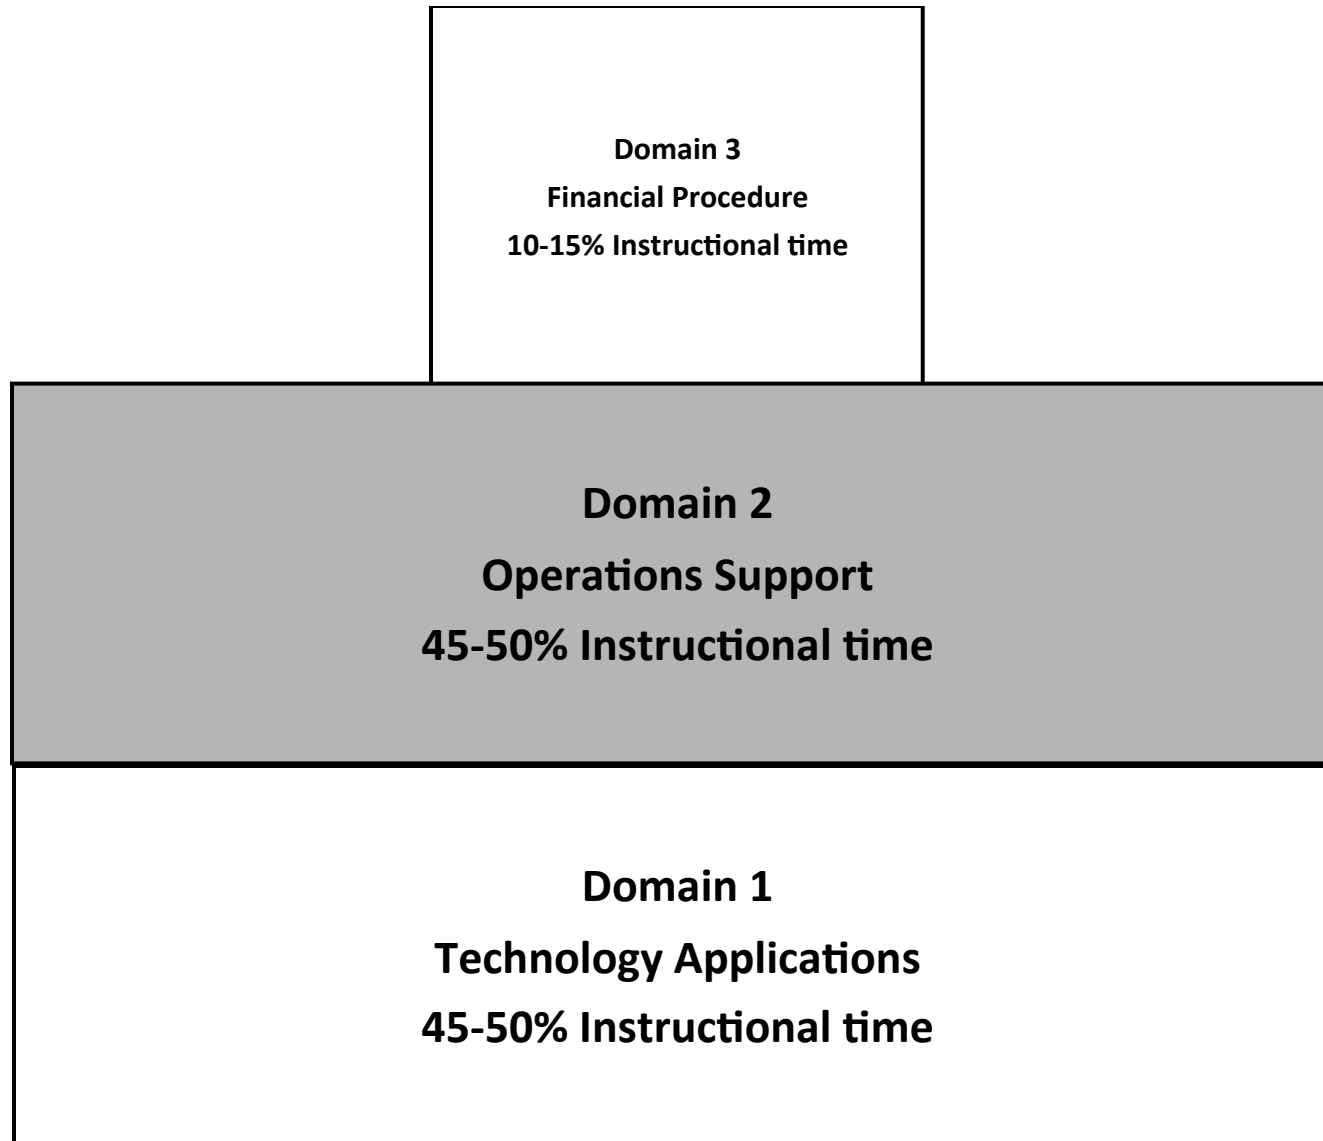 Domain 3
Financial Procedure
10-15% Instructional time
Domain 2
Operations Support
45-50% Instructional time
Domain 1
Technology Applications
45-50% Instructional time